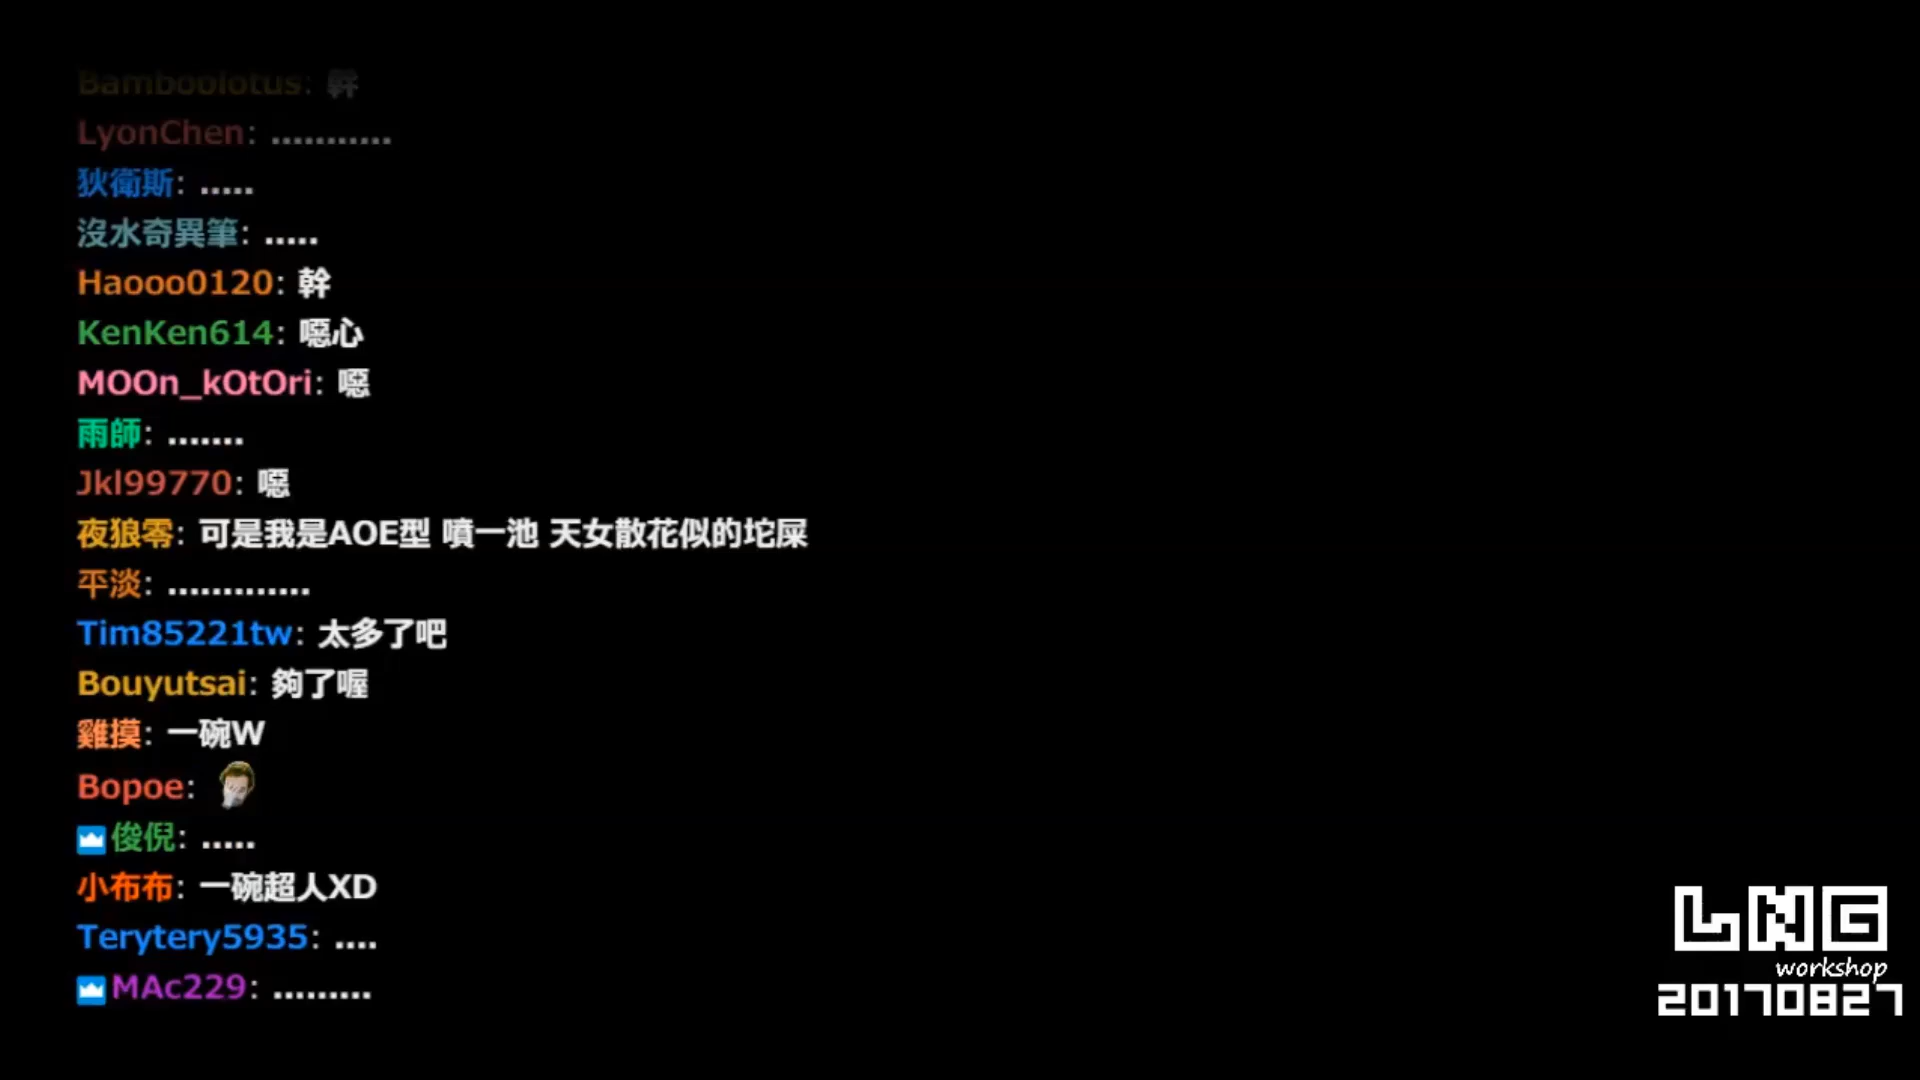 Bamboolotus: 幹
LyonChen: ...........
狄衛斯: .....
沒水奇異筆: .....
Haooo0120: 幹
KenKen614: 噁心
MOOn_kOtOri: 噁
雨師: .......
Jkl99770: 噁
夜狼零: 可是我是AOE型 噴一池 天女散花似的坨屎
平淡: .............
Tim85221tw: 太多了吧
Bouyutsai: 夠了喔
雞摸: 一碗W
Bopoe:
俊倪: .....
小布布: 一碗超人XD
Terytery5935: ....
MAc229: .........
LNG
workshop
20170827